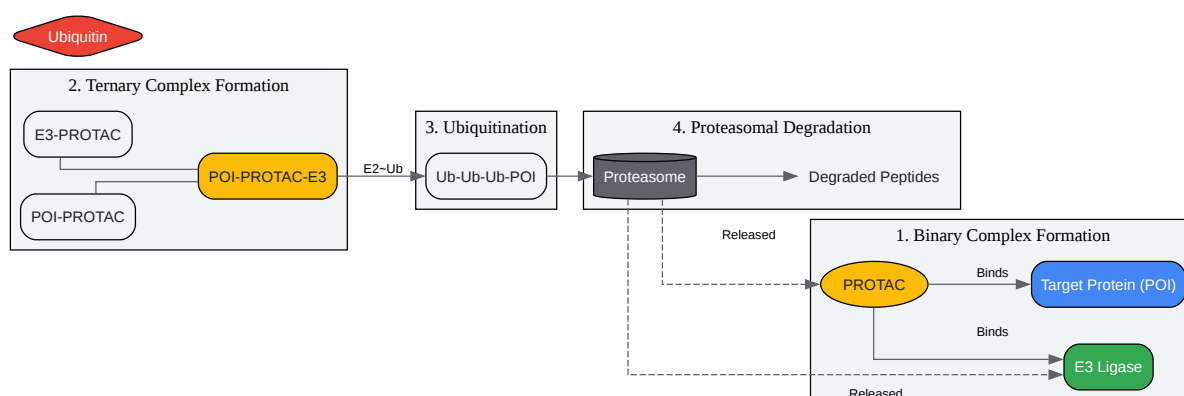 Ubiquitin
2. Ternary Complex Formation
E3-PROTAC
POI-PROTAC
POI-PROTAC-E3
E2~Ub
3. Ubiquitination
Ub-Ub-Ub-POI
4. Proteasomal Degradation
Proteasome
Degraded Peptides
Released
1. Binary Complex Formation
PROTAC
Binds
Target Protein (POI)
Binds
E3 Ligase
Released